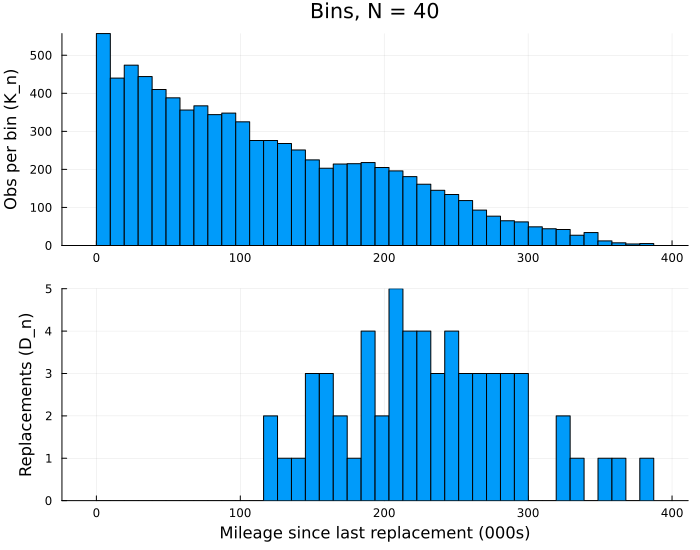 Bins, N = 40
Obs per bin (K_n)
500
400
300
200
100
0
0 100 200 300 400
Replacements (D_n)
5
4
3
2
1
0
0 100 200 300 400
Mileage since last replacement (000s)